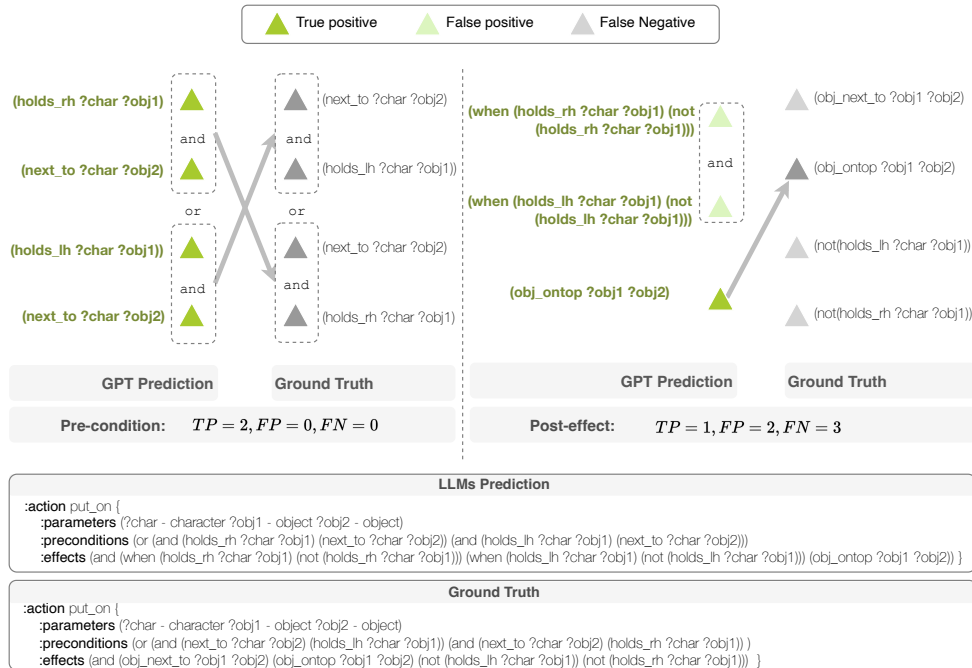 True positive False positive False Negative
(holds_rh ?char ?obj1)
and
(next_to ?char ?obj2)
or
(holds_lh ?char ?obj1))
and
(next_to ?char ?obj2)
(next_to ?char ?obj2)
and
(holds_lh ?char ?obj1))
or
(next_to ?char ?obj2)
and
(holds_rh ?char ?obj1)
GPT Prediction Ground Truth
Pre-condition: TP = 2, FP = 0, FN = 0
(when (holds_rh ?char ?obj1) (not
(holds_rh ?char ?obj1)))
and
(when (holds_lh ?char ?obj1) (not
(holds_lh ?char ?obj1)))
(obj_ontop ?obj1 ?obj2)
(obj_next_to ?obj1 ?obj2)
(obj_ontop ?obj1 ?obj2)
(not(holds_lh ?char ?obj1))
(not(holds_rh ?char ?obj1))
GPT Prediction Ground Truth
Post-effect: TP = 1, FP = 2, FN = 3
LLMs Prediction
:action put_on {
:parameters (?char - character ?obj1 - object ?obj2 - object)
:preconditions (or (and (holds_rh ?char ?obj1) (next_to ?char ?obj2)) (and (holds_lh ?char ?obj1) (next_to ?char ?obj2)))
:effects (and (when (holds_rh ?char ?obj1) (not (holds_rh ?char ?obj1))) (when (holds_lh ?char ?obj1) (not (holds_lh ?char ?obj1))) (obj_ontop ?obj1 ?obj2)) }
Ground Truth
:action put_on {
:parameters (?char - character ?obj1 - object ?obj2 - object)
:preconditions (or (and (next_to ?char ?obj2) (holds_lh ?char ?obj1)) (and (next_to ?char ?obj2) (holds_rh ?char ?obj1)) )
:effects (and (obj_next_to ?obj1 ?obj2) (obj_ontop ?obj1 ?obj2) (not (holds_lh ?char ?obj1)) (not (holds_rh ?char ?obj1))) }